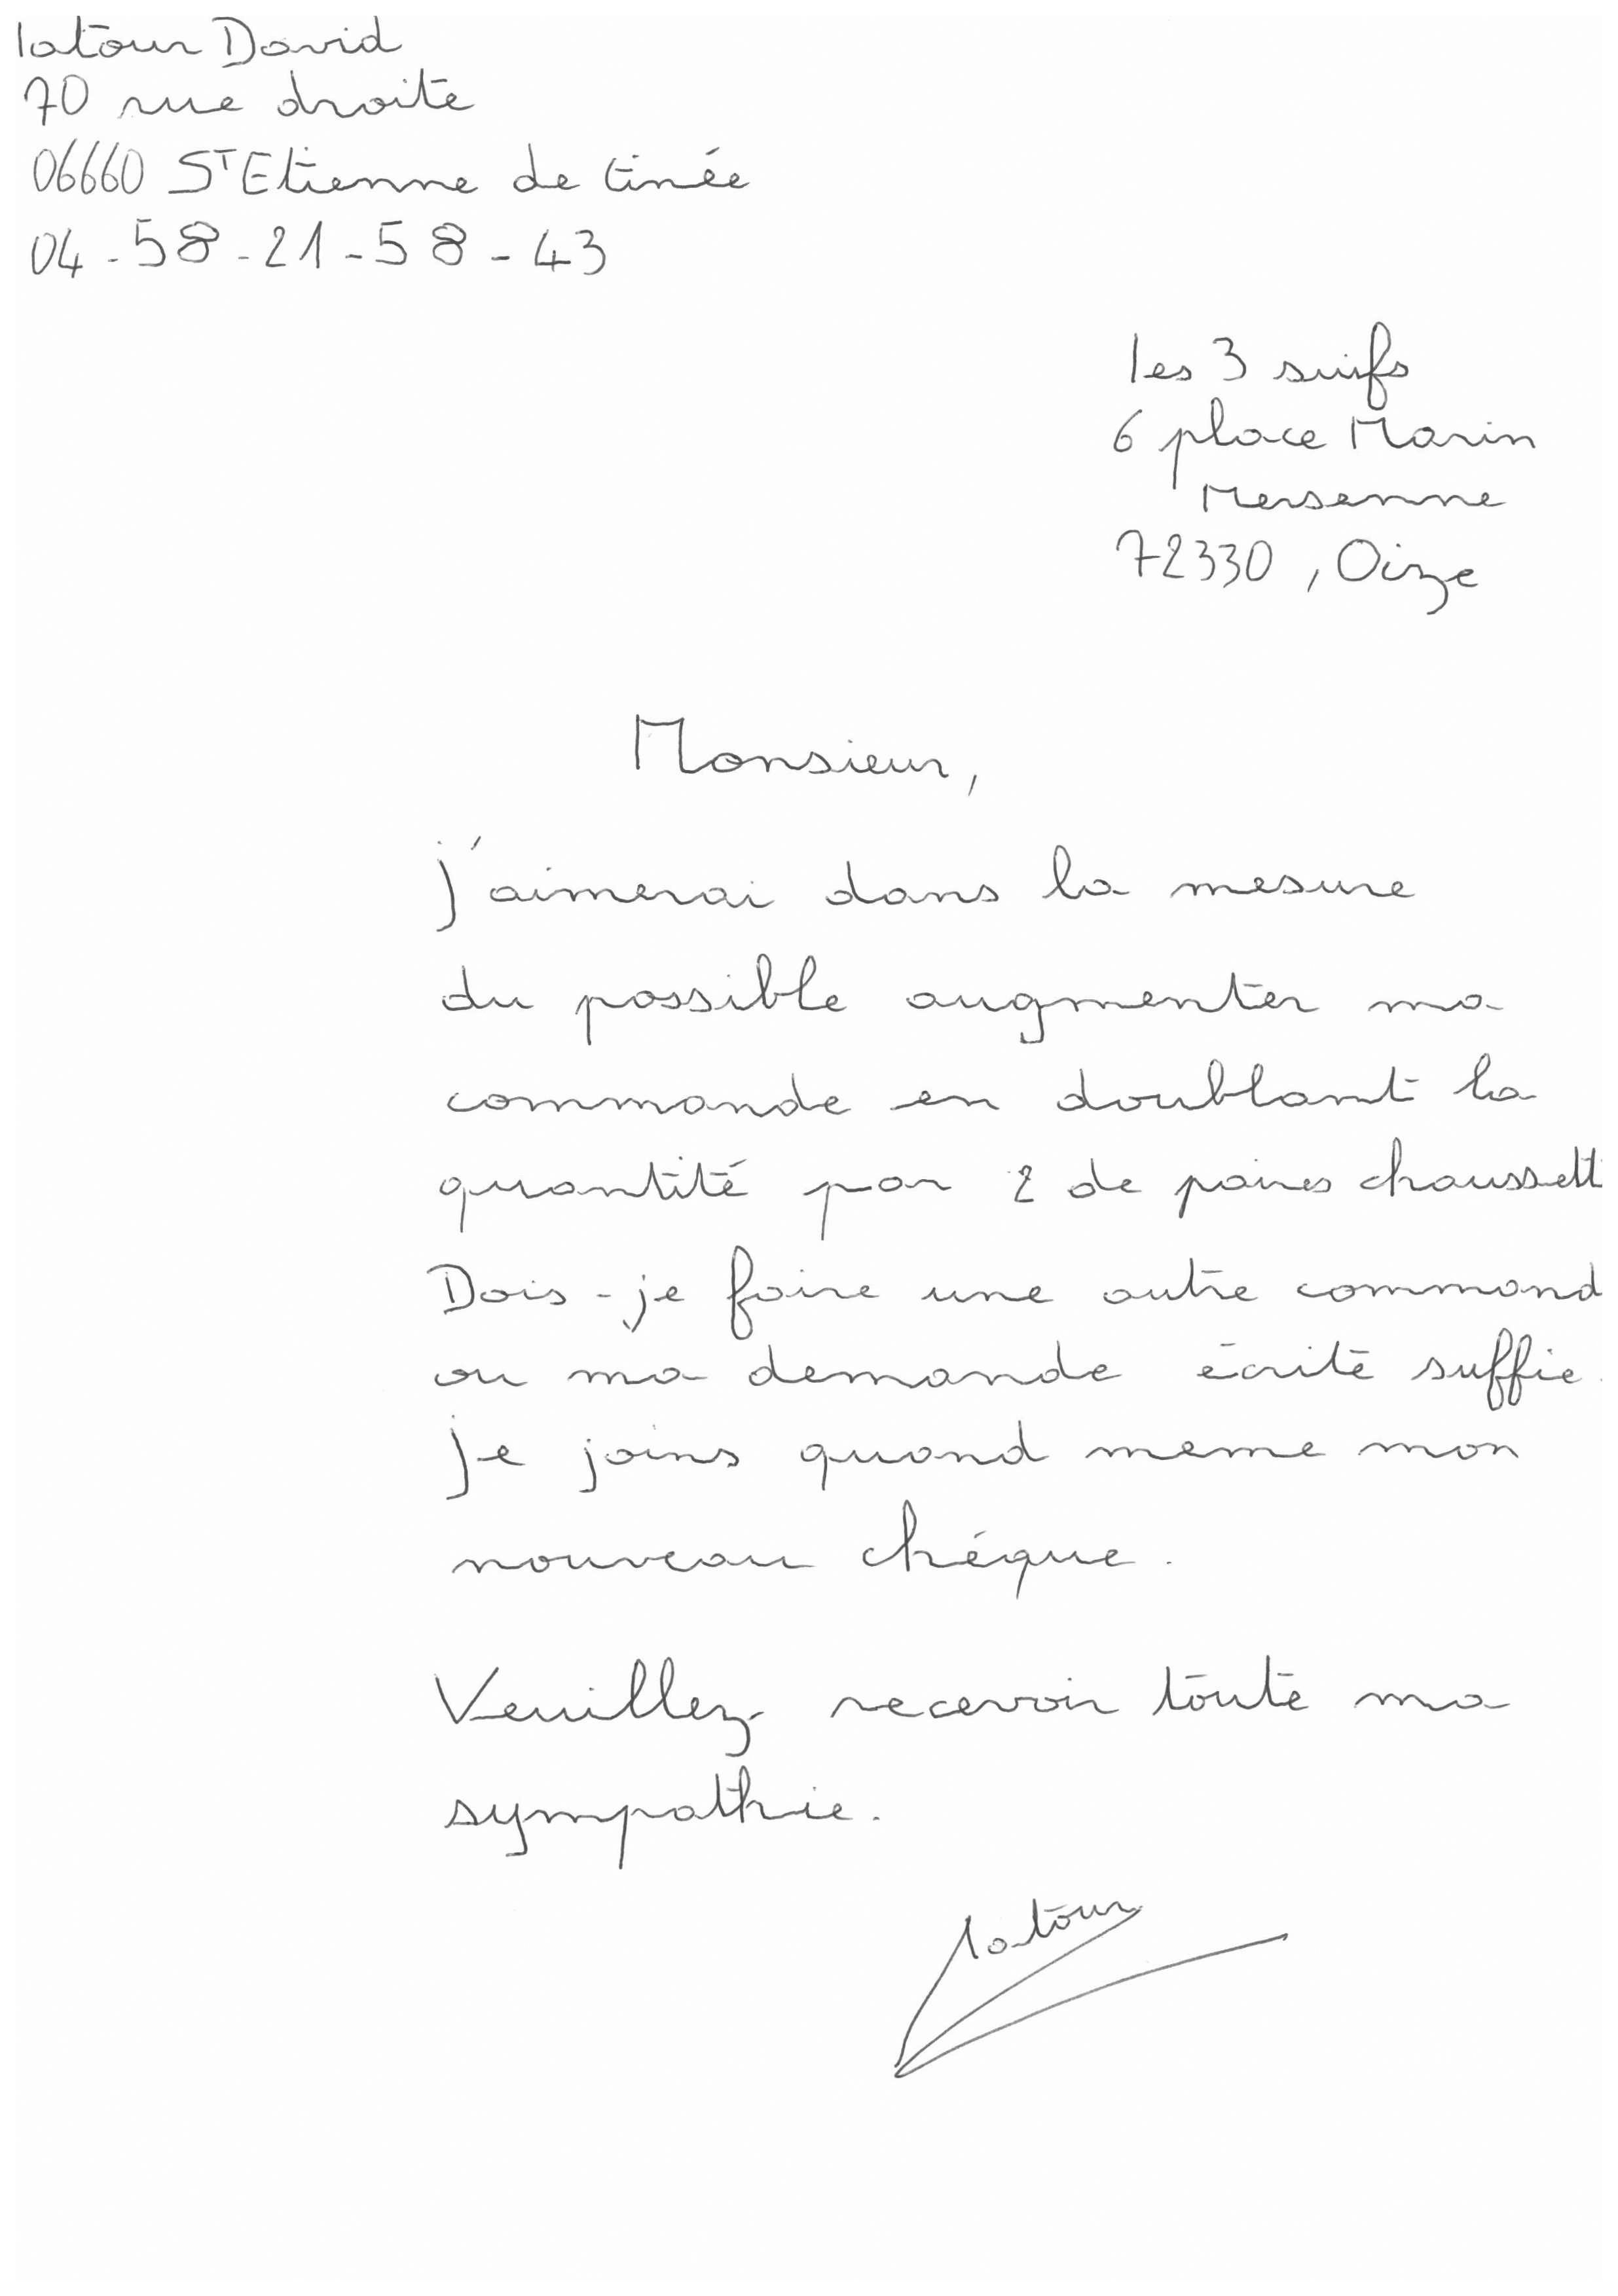 latour David
70 rue droite
06660 ST Etienne de tinée
04-58-21-58-43
les 3 suifs
6 place Marin
Mersenne
72330, Oize
Monsieur,
j'aimerai dans la mesure
du possible augmenter ma
commande en doublant la
quantité par 2 de paires chaussett
Dois-je faire une autre command
ou ma demande écrite suffie.
je joins quand meme mon
nouveau chéque.
Veuillez recevoir toute ma
sympathie.
latour